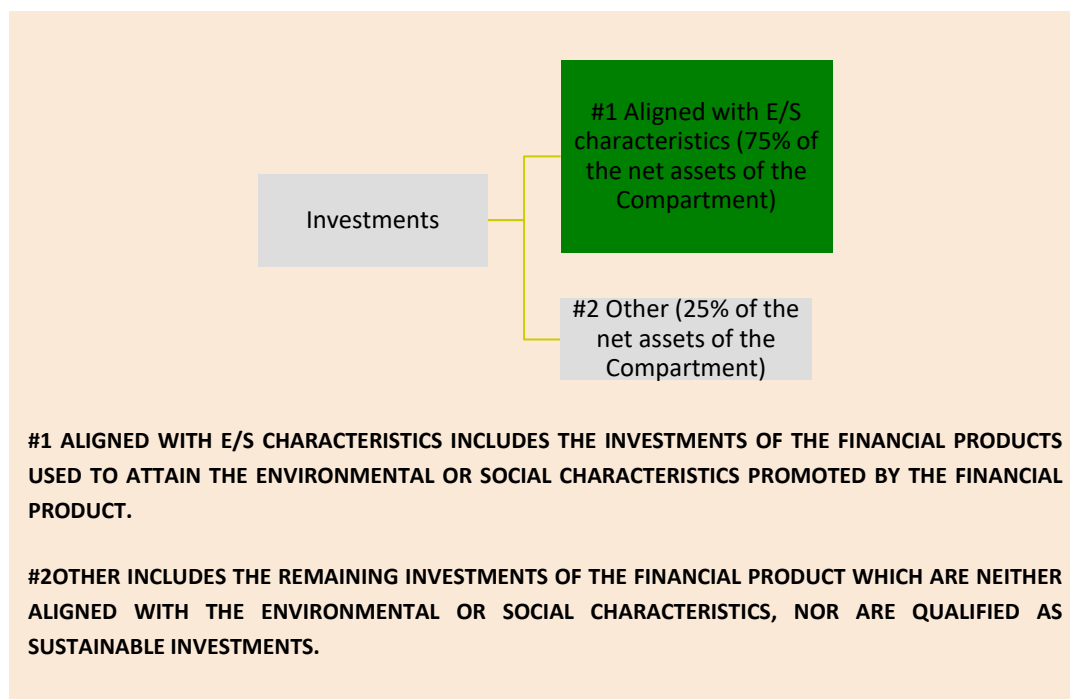 #1 Aligned with E/S
characteristics (75% of
the net assets of the
Compartment)
Investments
#2 Other (25% of the
net assets of the
Compartment)
#1 ALIGNED WITH E/S CHARACTERISTICS INCLUDES THE INVESTMENTS OF THE FINANCIAL PRODUCTS
USED TO ATTAIN THE ENVIRONMENTAL OR SOCIAL CHARACTERISTICS PROMOTED BY THE FINANCIAL
PRODUCT.
#2OTHER INCLUDES THE REMAINING INVESTMENTS OF THE FINANCIAL PRODUCT WHICH ARE NEITHER
ALIGNED WITH THE ENVIRONMENTAL OR SOCIAL CHARACTERISTICS, NOR ARE QUALIFIED AS
SUSTAINABLE INVESTMENTS.